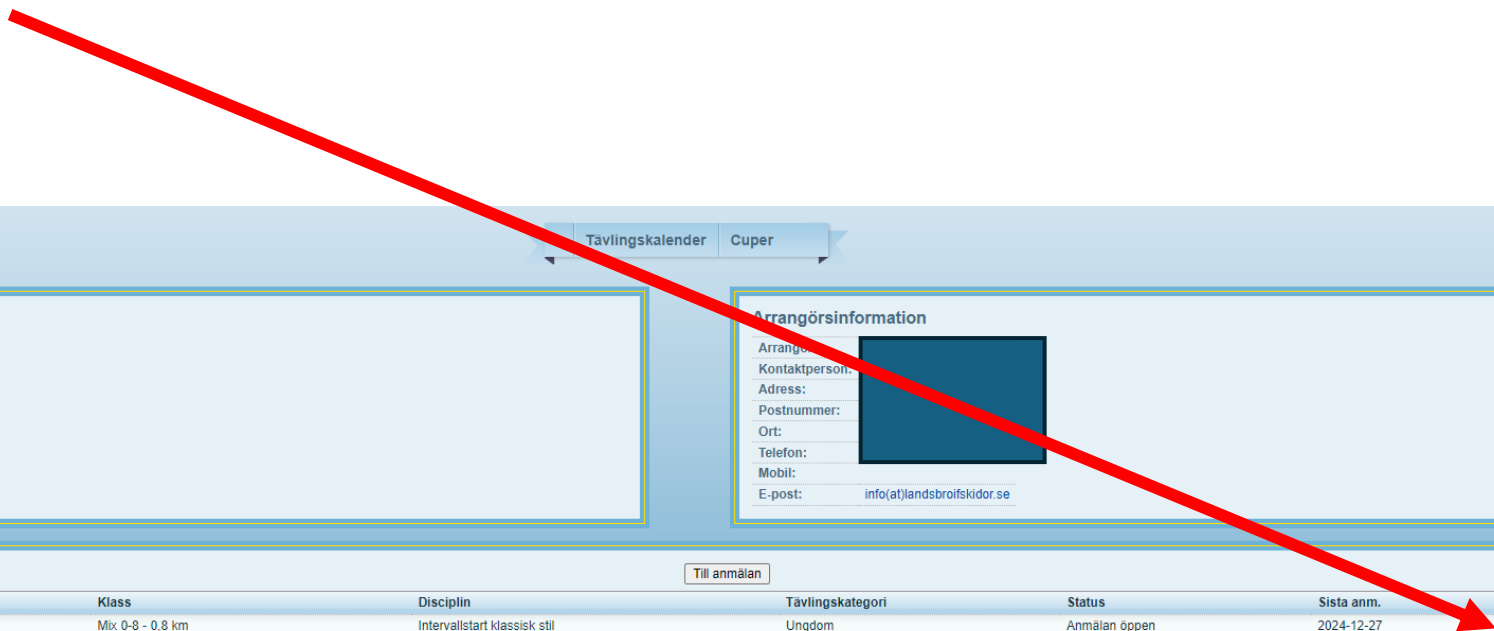 Tävlingskalender Cuper
Arrangörsinformation
Kontaktperson:
Adress:
Postnummer:
Ort:
Telefon:
Mobil:
E-post: info(at)landsbroifskidor.se
Till anmälan
Klass Disciplin Tävlingskategori Status Sista anm.
Mix 0-8 - 0,8 km Intervallstart klassisk stil Ungdom Anmälan öppen 2024-12-27